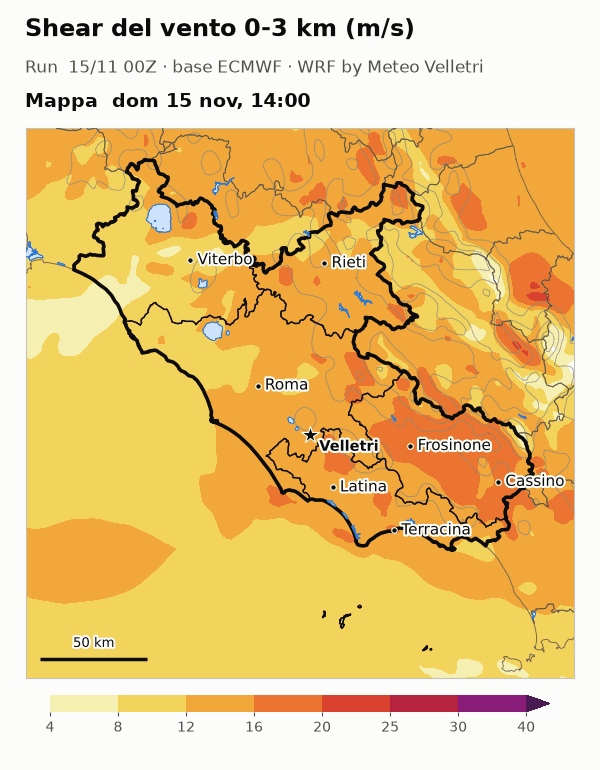 Shear del vento 0-3 km (m/s)
Run  15/11 00Z · base ECMWF · WRF by Meteo Velletri
Mappa  dom 15 nov, 14:00
Viterbo
Rieti
Roma
Velletri
Frosinone
Cassino
Latina
Terracina
50 km
4 8 12 16 20 25 30 40